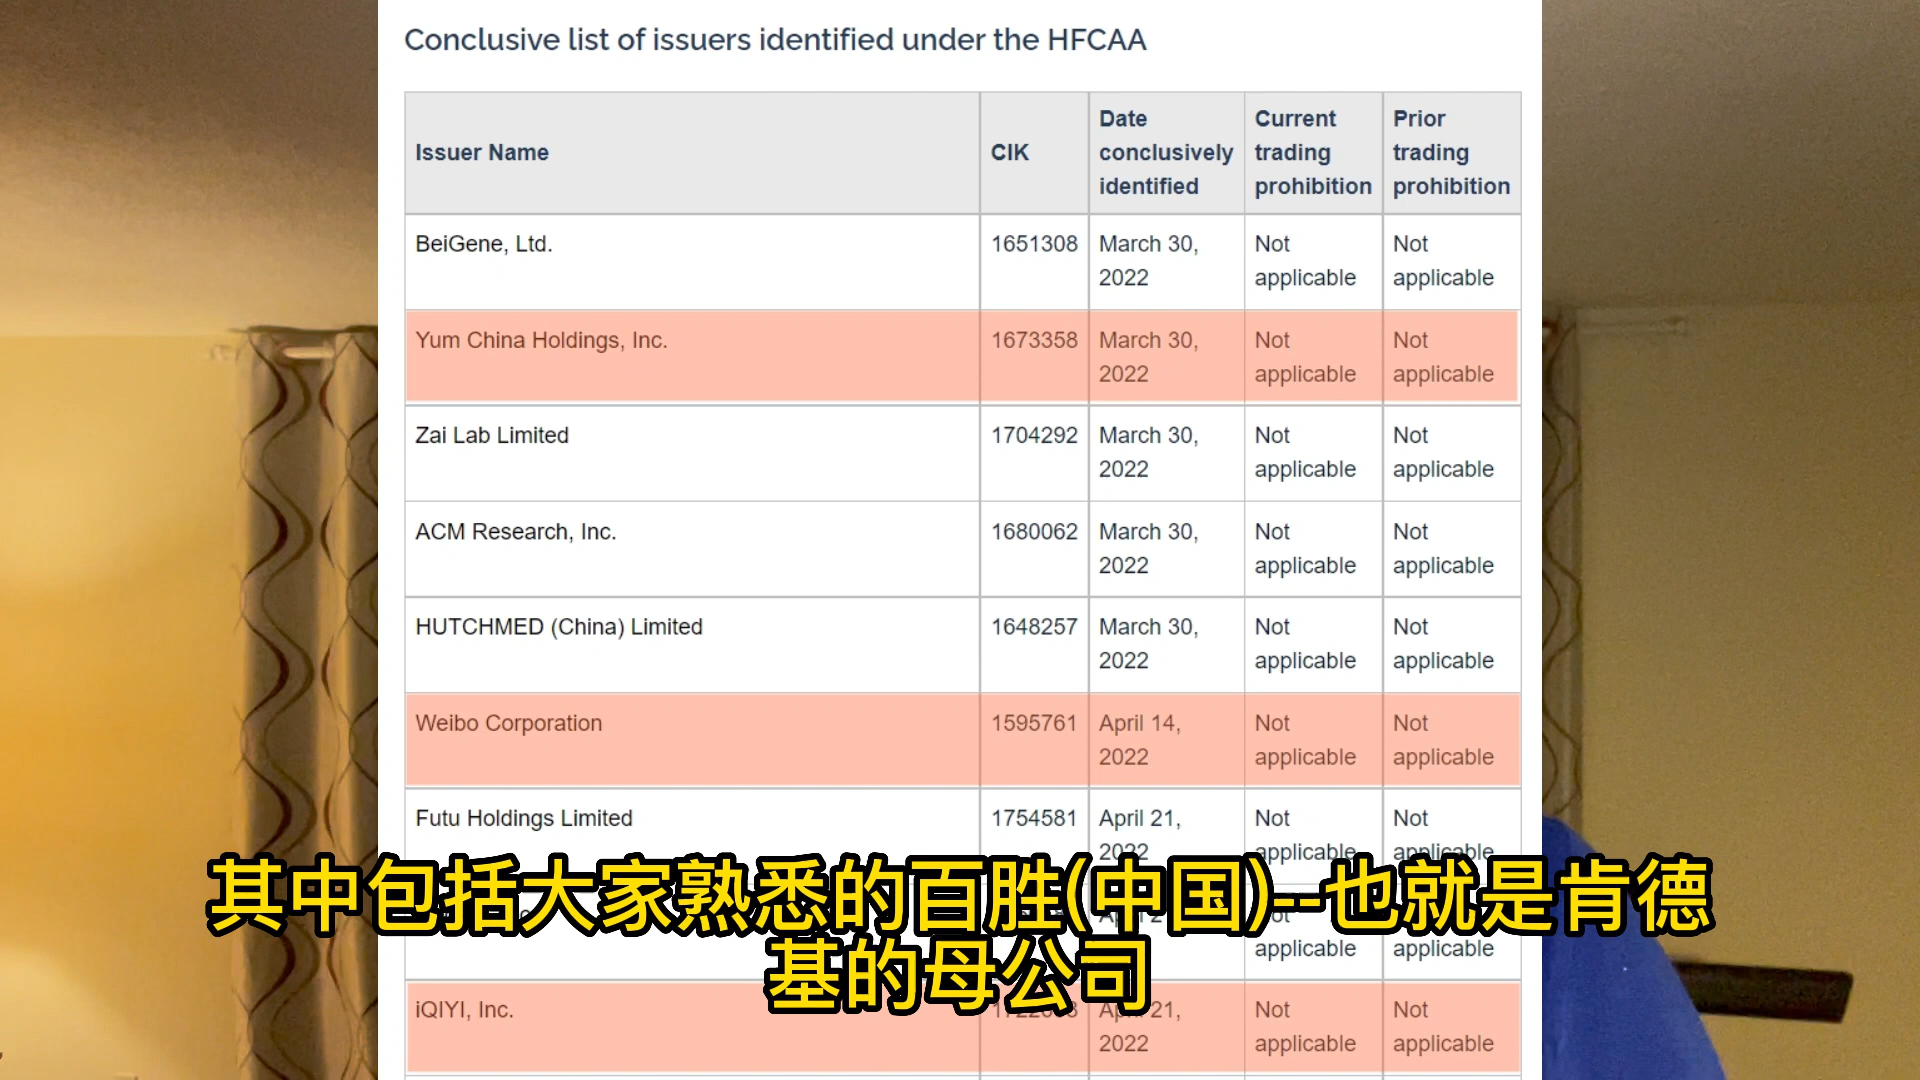 Conclusive list of issuers identified under the HFCAA
Issuer Name CIK Date conclusively identified Current trading prohibition Prior trading prohibition
BeiGene, Ltd. 1651308 March 30, 2022 Not applicable Not applicable
Yum China Holdings, Inc. 1673358 March 30, 2022 Not applicable Not applicable
Zai Lab Limited 1704292 March 30, 2022 Not applicable Not applicable
ACM Research, Inc. 1680062 March 30, 2022 Not applicable Not applicable
HUTCHMED (China) Limited 1648257 March 30, 2022 Not applicable Not applicable
Weibo Corporation 1595761 April 14, 2022 Not applicable Not applicable
Futu Holdings Limited 1754581 April 21, 2022 Not applicable Not applicable
applicable applicable
iQIYI, Inc. April 21, 2022 Not applicable Not applicable
其中包括大家熟悉的百胜(中国)--也就是肯德
基的母公司